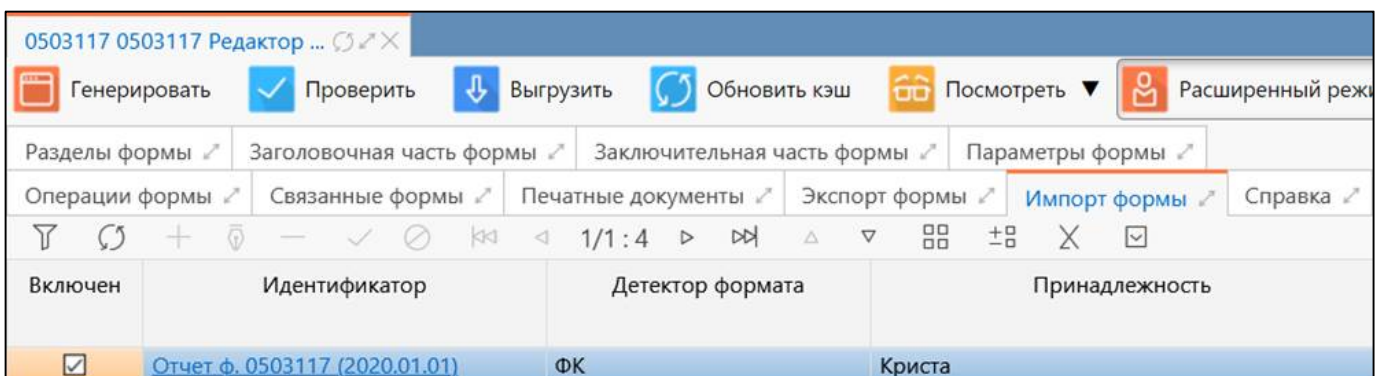 0503117 0503117 Редактор ...
Генерировать Проверить Выгрузить Обновить кэш Посмотреть ▼ Расширенный режи
Разделы формы Заголовочная часть формы Заключительная часть формы Параметры формы
Операции формы Связанные формы Печатные документы Экспорт формы Импорт формы Справка
1/1 : 4
Включен Идентификатор Детектор формата Принадлежность
Отчет ф. 0503117 (2020.01.01) ФК Криста